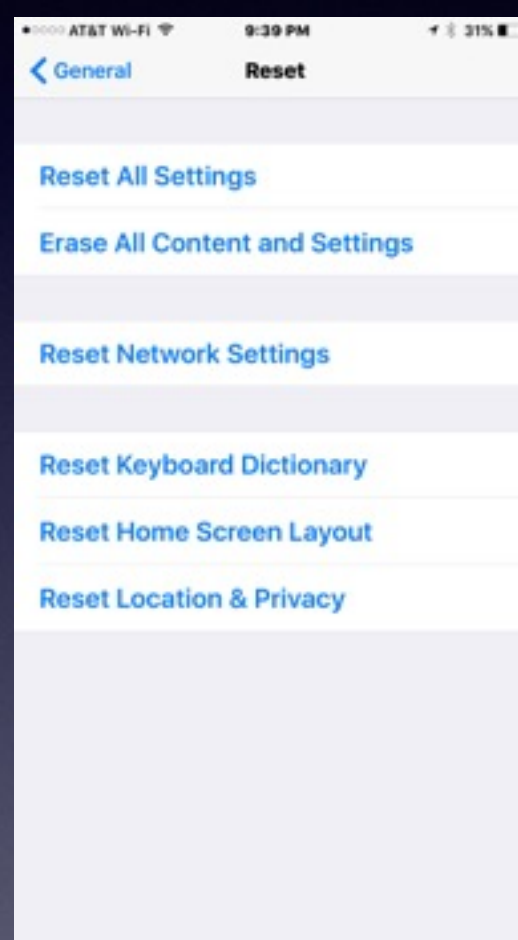 AT&T Wi-Fi 9:39 PM 31%
General Reset
Reset All Settings
Erase All Content and Settings
Reset Network Settings
Reset Keyboard Dictionary
Reset Home Screen Layout
Reset Location & Privacy